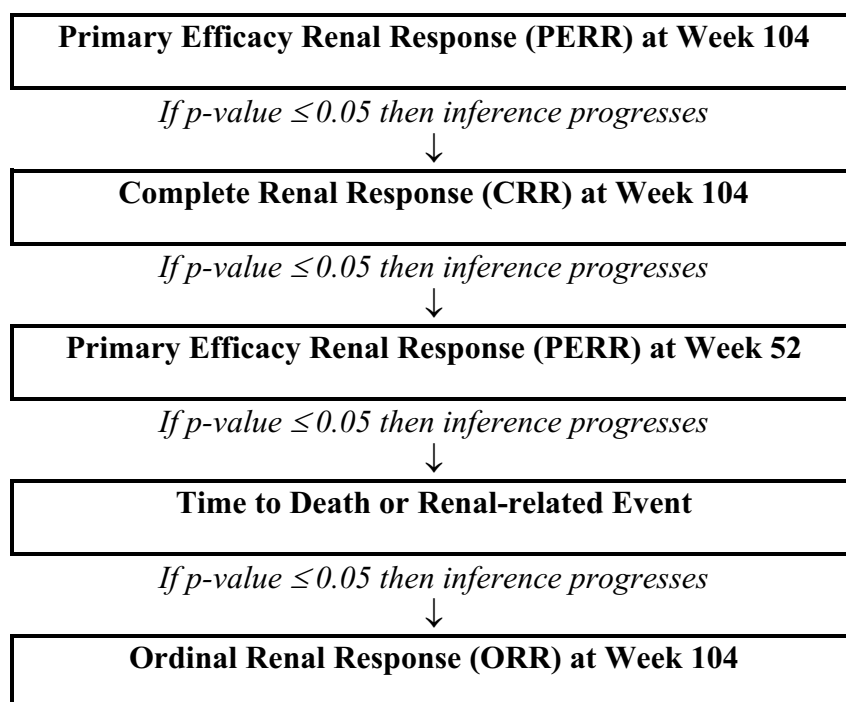 Primary Efficacy Renal Response (PERR) at Week 104
If p-value ≤ 0.05 then inference progresses
↓
Complete Renal Response (CRR) at Week 104
If p-value ≤ 0.05 then inference progresses
↓
Primary Efficacy Renal Response (PERR) at Week 52
If p-value ≤ 0.05 then inference progresses
↓
Time to Death or Renal-related Event
If p-value ≤ 0.05 then inference progresses
↓
Ordinal Renal Response (ORR) at Week 104